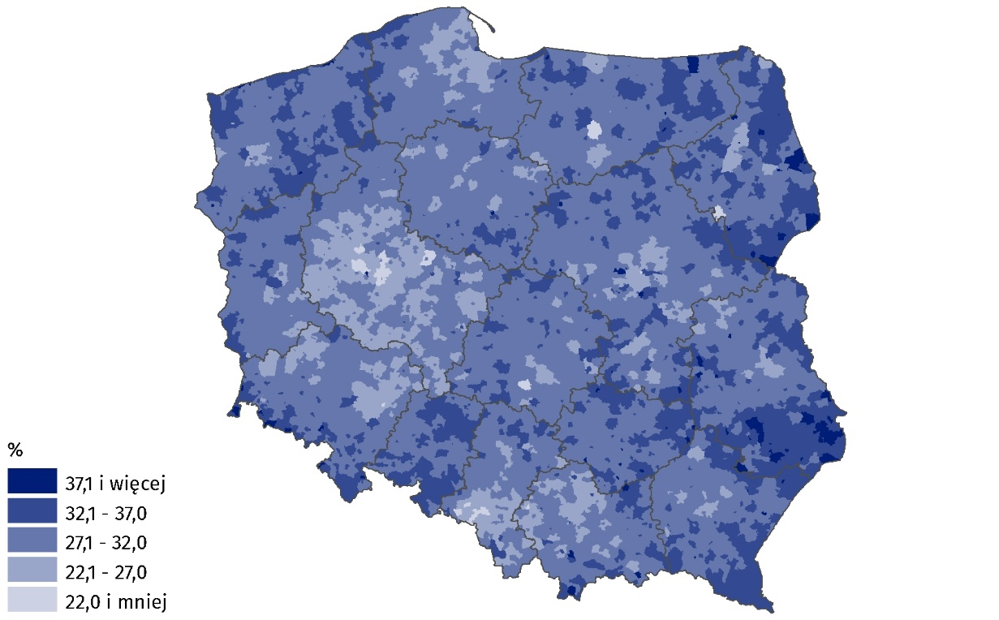 %
37,1 i więcej
32,1 - 37,0
27,1 - 32,0
22,1 - 27,0
22,0 i mniej